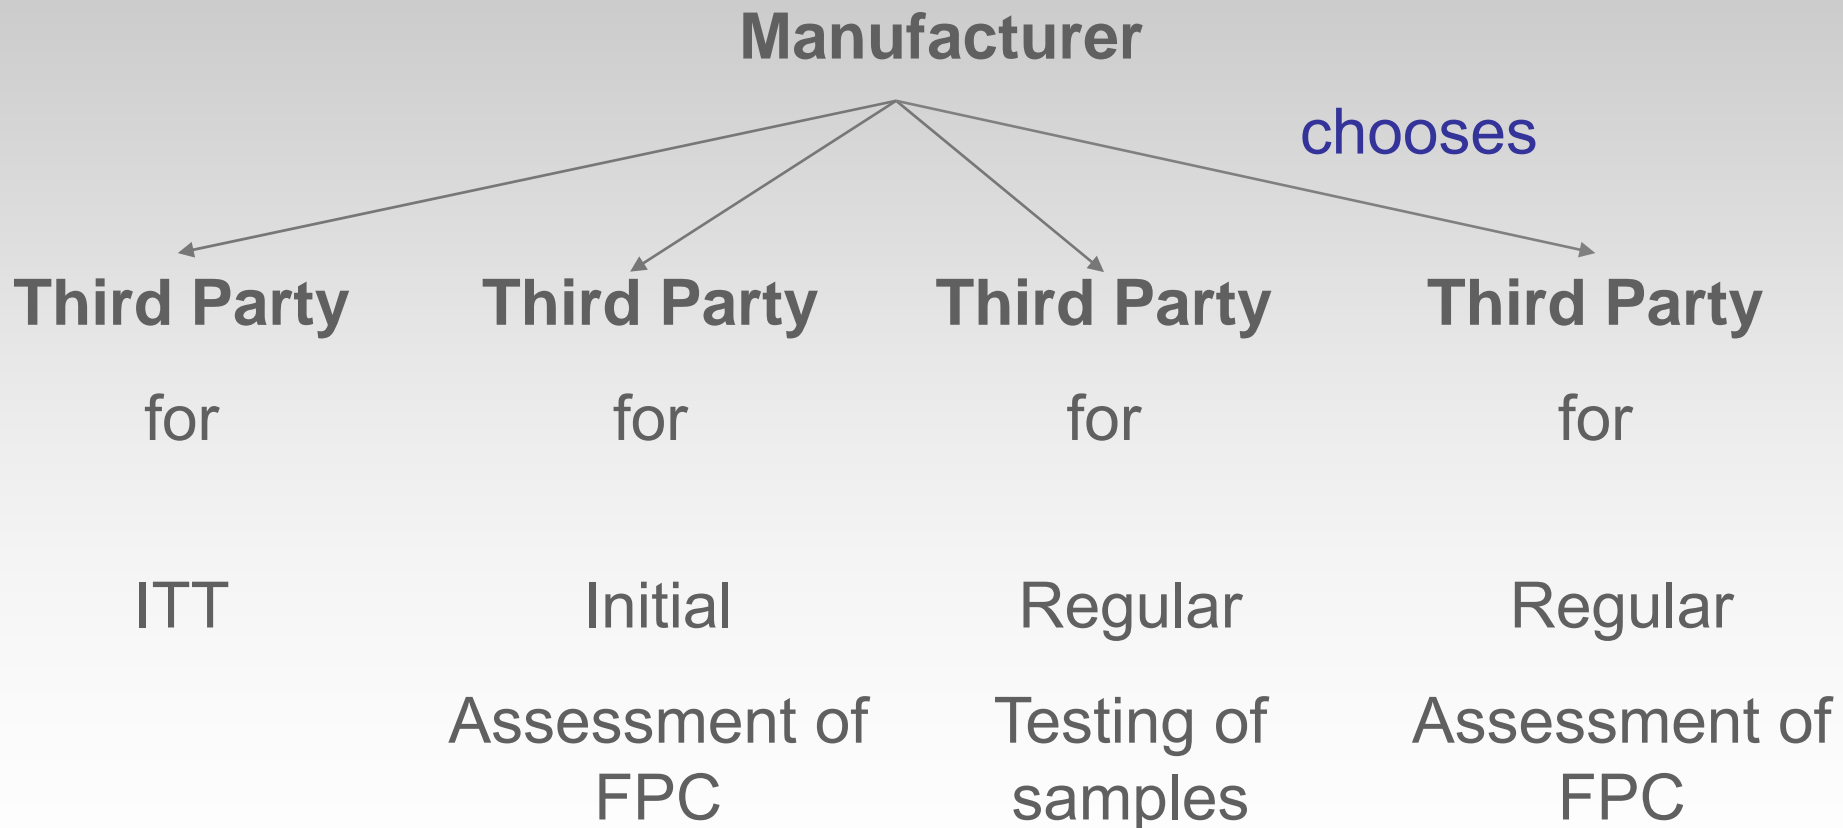 Manufacturer
chooses
Third Party
for
ITT
Third Party
for
Initial
Assessment of
FPC
Third Party
for
Regular
Testing of
samples
Third Party
for
Regular
Assessment of
FPC